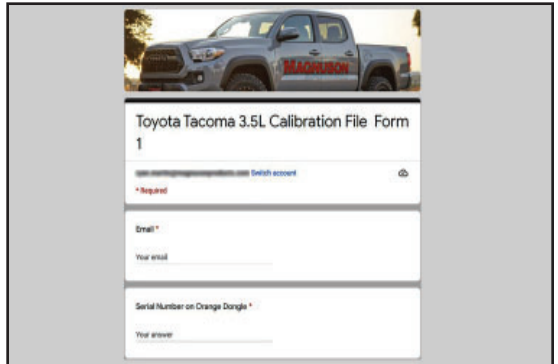 MAGNUSON
Toyota Tacoma 3.5L Calibration File Form
1
Switch account
* Required
Email *
Your email
Serial Number on Orange Dongle *
Your answer